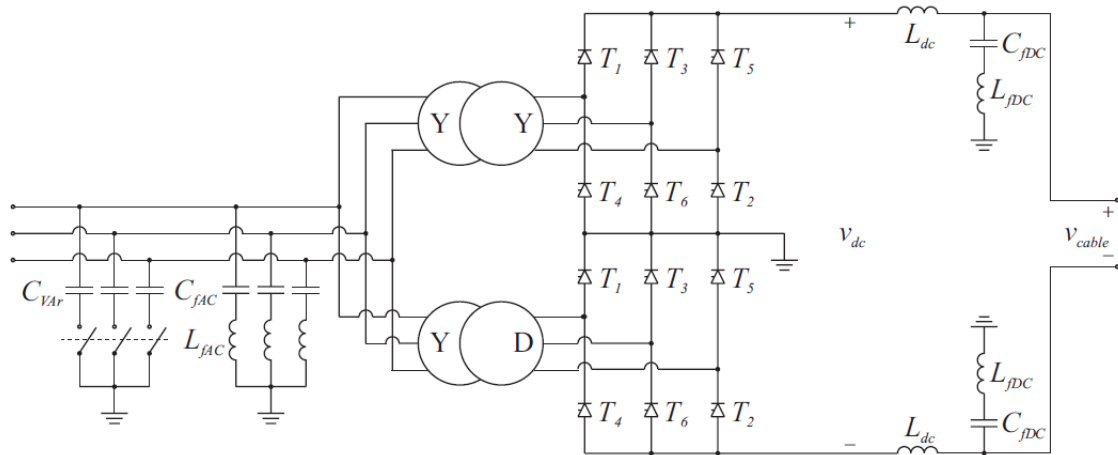 +
L_dc
C_fDC
T_1
T_3
T_5
L_fDC
Y
Y
T_4
T_6
T_2
+
v_dc
v_cable
−
T_1
T_3
T_5
C_VAr
C_fAC
L_fAC
Y
D
L_fDC
T_4
T_6
T_2
C_fDC
−
L_dc